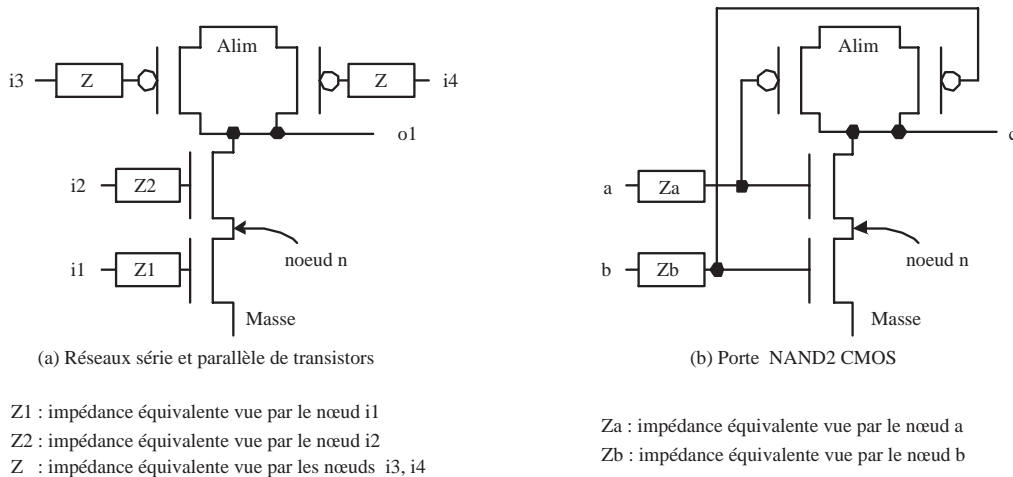 Alim
i3
Z
Z
i4
o1
i2
Z2
i1
Z1
noeud n
Masse
(a) Réseaux série et parallèle de transistors
Z1 : impédance équivalente vue par le nœud i1
Z2 : impédance équivalente vue par le nœud i2
Z : impédance équivalente vue par les nœuds i3, i4
Alim
a
Za
b
Zb
noeud n
Masse
(b) Porte NAND2 CMOS
Za : impédance équivalente vue par le nœud a
Zb : impédance équivalente vue par le nœud b